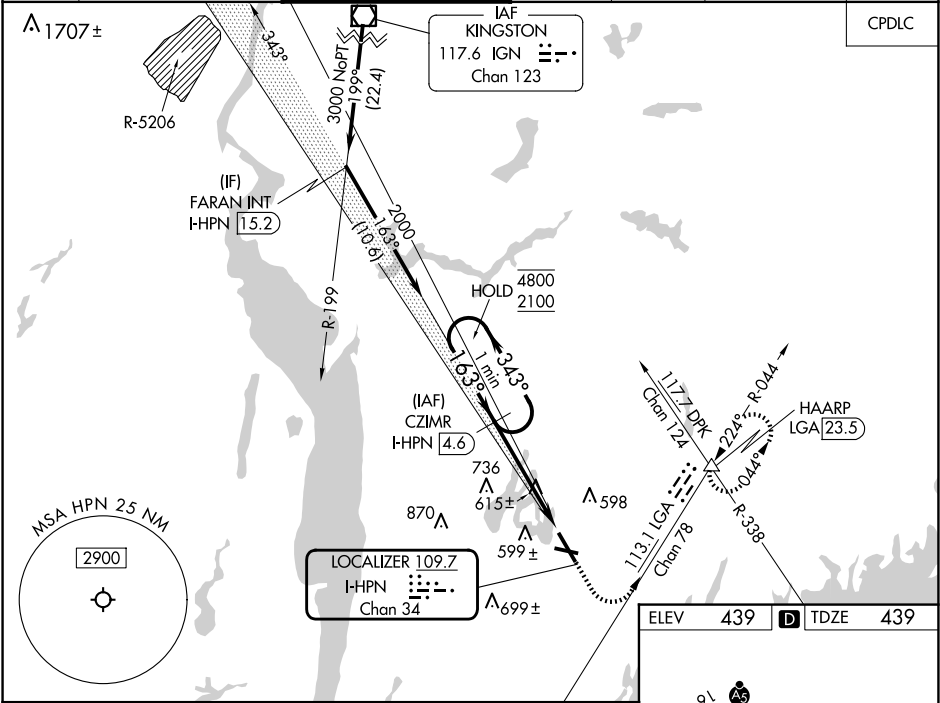 1707 ±
R-5206
343°
3000 NoPT
199°
(22.4)
IAF
KINGSTON
117.6 IGN
Chan 123
CPDLC
(IF)
FARAN INT
I-HPN 15.2
2000
163°
(10.6)
R-199
HOLD 4800
2100
1 min
163°
343°
(IAF)
CZIMR
I-HPN 4.6
736
615 ±
870
599 ±
598
699 ±
117.7 DPK
Chan 124
R-044
224°
044°
HAARP
LGA 23.5
R-338
113.1 LGA
Chan 78
MSA HPN 25 NM
2900
LOCALIZER 109.7
I-HPN
Chan 34
ELEV 439 D TDZE 439
16
A5